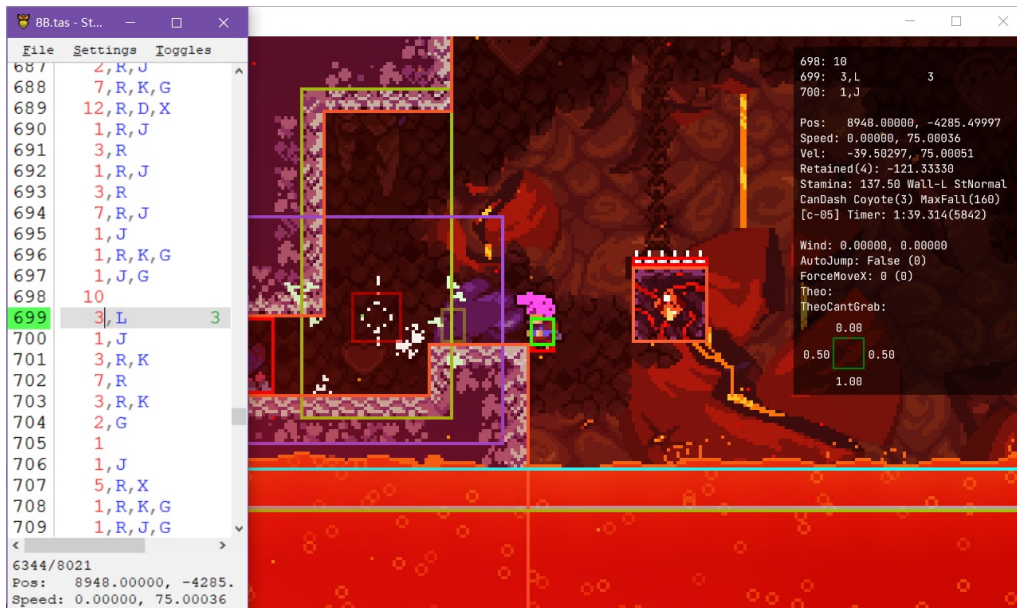 8B.tas - St...
File Settings Toggles
687 2,R,J
688 7,R,K,G
689 12,R,D,X
690 1,R,J
691 3,R
692 1,R,J
693 3,R
694 7,R,J
695 1,J
696 1,R,K,G
697 1,J,G
698 10
699 3,L 3
700 1,J
701 3,R,K
702 7,R
703 3,R,K
704 2,G
705 1
706 1,J
707 5,R,X
708 1,R,K,G
709 1,R,J,G
6344/8021
Pos: 8948.00000, -4285.
Speed: 0.00000, 75.00036
698: 10
699: 3,L 3
700: 1,J
Pos: 8948.00000, -4285.49997
Speed: 0.00000, 75.00036
Vel: -39.50297, 75.00051
Retained(4): -121.33330
Stamina: 137.50 Wall-L StNormal
CanDash Coyote(3) MaxFall(160)
[c-05] Timer: 1:39.314(5842)
Wind: 0.00000, 0.00000
AutoJump: False (0)
ForceMoveX: 0 (0)
Theo:
TheoCantGrab:
0.00
0.50 0.50
1.00